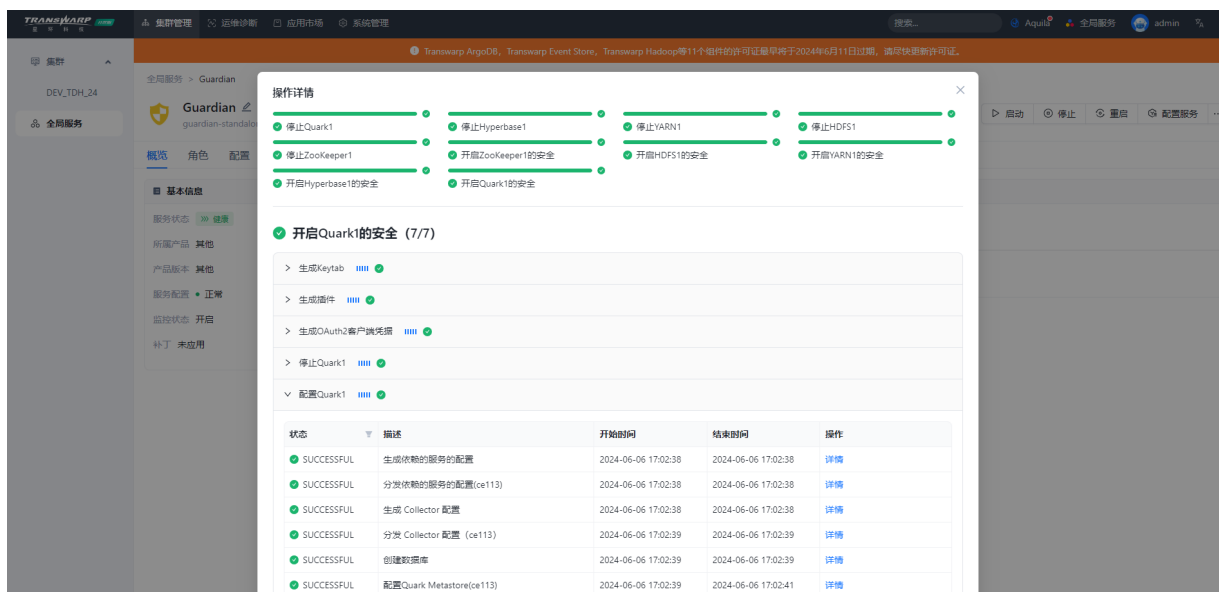 TRANSWARP
星环科技
集群管理 运维诊断 应用市场 系统管理 搜索... Aquila 全局服务 admin
Transwarp ArgoDB、Transwarp Event Store、Transwarp Hadoop等11个组件的许可证最早将于2024年6月11日过期，请尽快更新许可证。
集群
DEV_TDH_24
全局服务
全局服务 > Guardian
Guardian
guardian-standalo
启动 停止 重启 配置服务 ...
概览 角色 配置
基本信息
服务状态 健康
所属产品 其他
产品版本 其他
服务配置 正常
监控状态 开启
补丁 未应用
操作详情
停止Quark1 停止Hyperbase1 停止YARN1 停止HDFS1
停止ZooKeeper1 开启ZooKeeper1的安全 开启HDFS1的安全 开启YARN1的安全
开启Hyperbase1的安全 开启Quark1的安全
开启Quark1的安全 (7/7)
生成Keytab
生成插件
生成OAuth2客户端凭据
停止Quark1
配置Quark1
状态 描述 开始时间 结束时间 操作
SUCCESSFUL 生成依赖的服务的配置 2024-06-06 17:02:38 2024-06-06 17:02:38 详情
SUCCESSFUL 分发依赖的服务的配置(ce113) 2024-06-06 17:02:38 2024-06-06 17:02:38 详情
SUCCESSFUL 生成 Collector 配置 2024-06-06 17:02:38 2024-06-06 17:02:38 详情
SUCCESSFUL 分发 Collector 配置（ce113） 2024-06-06 17:02:39 2024-06-06 17:02:39 详情
SUCCESSFUL 创建数据库 2024-06-06 17:02:39 2024-06-06 17:02:39 详情
SUCCESSFUL 配置Quark Metastore(ce113) 2024-06-06 17:02:39 2024-06-06 17:02:41 详情